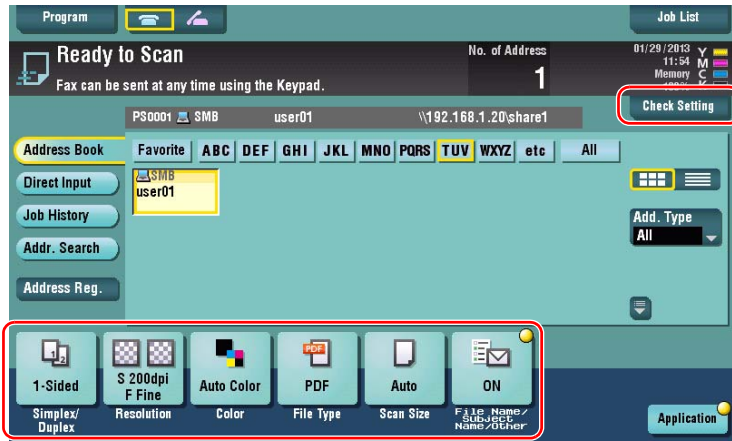 Program
Job List
Ready to Scan
No. of Address
01/29/2013
11:54
Memory
Y
M
C
K
Fax can be sent at any time using the Keypad.
1
Check Setting
PS0001 SMB user01 \\192.168.1.20\share1
Address Book
Favorite ABC DEF GHI JKL MNO PQRS TUV WXYZ etc All
SMB
user01
Direct Input
Job History
Addr. Search
Address Reg.
Add. Type
All
1 2
PDF
1-Sided
S 200dpi
F Fine
Auto Color
PDF
Auto
ON
Simplex/
Duplex
Resolution
Color
File Type
Scan Size
File Name/
Subject
Name/Other
Application